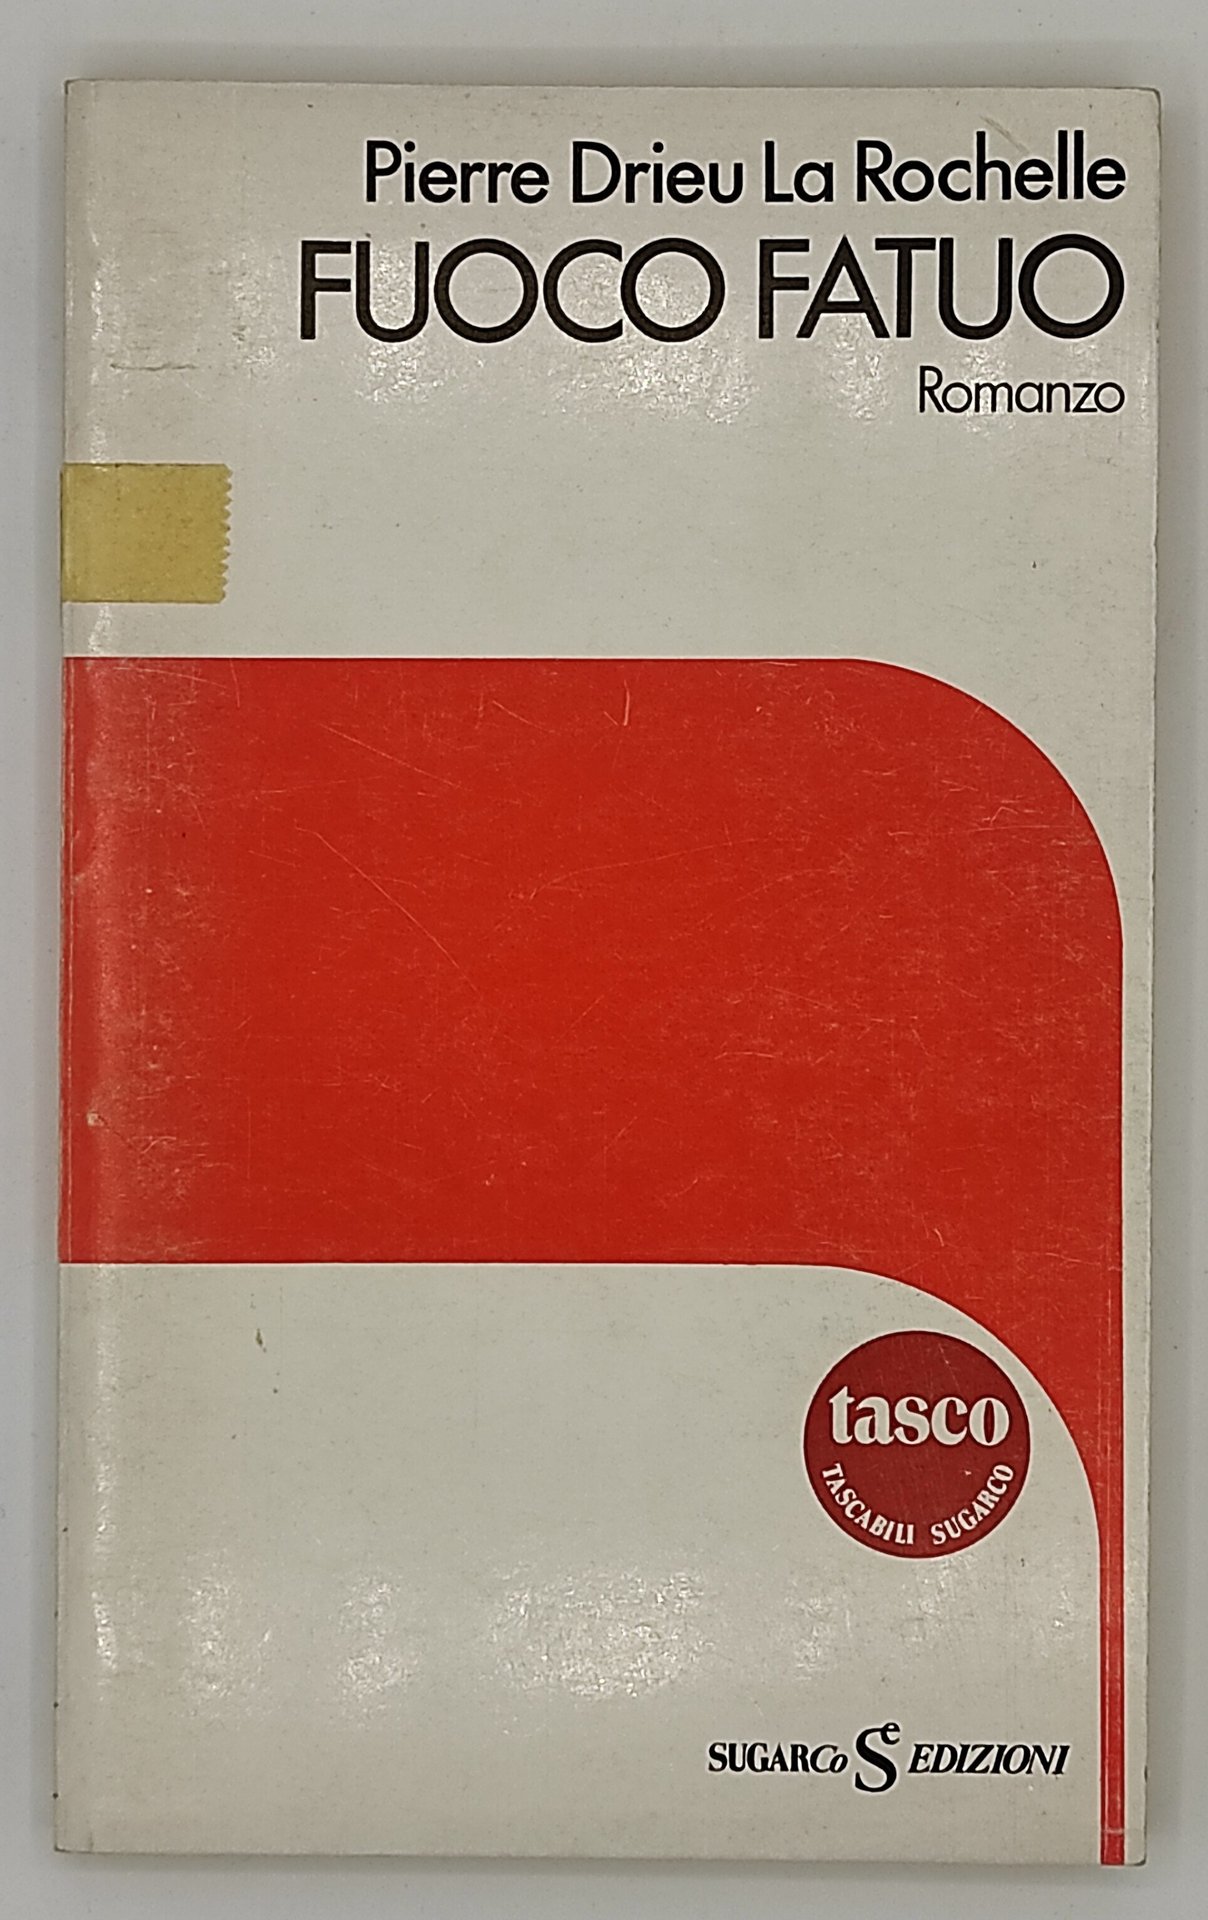 Pierre Drieu La Rochelle
FUOCO FATUO
Romanzo
tasco
TASCABILI SUGARCO
SUGARCo Se EDIZIONI